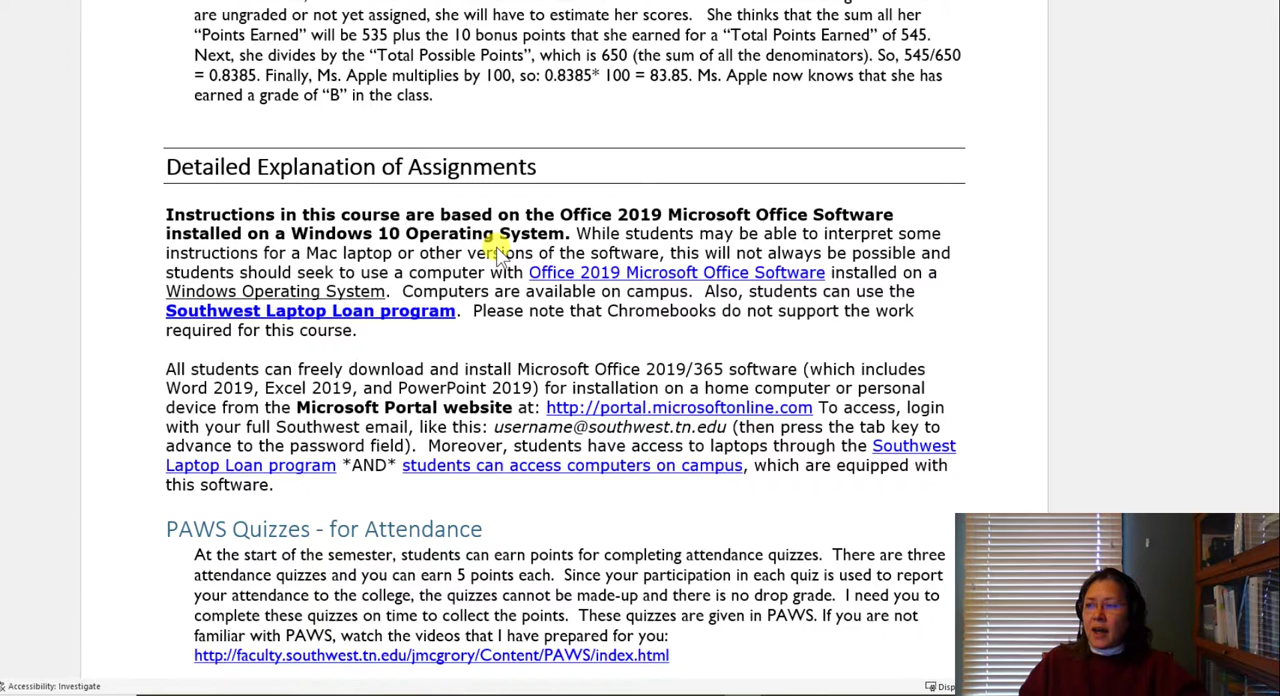 are ungraded or not yet assigned, she will have to estimate her scores. She thinks that the sum all her
“Points Earned” will be 535 plus the 10 bonus points that she earned for a “Total Points Earned” of 545.
Next, she divides by the “Total Possible Points”, which is 650 (the sum of all the denominators). So, 545/650
= 0.8385. Finally, Ms. Apple multiplies by 100, so: 0.8385* 100 = 83.85. Ms. Apple now knows that she has
earned a grade of “B” in the class.
Detailed Explanation of Assignments
Instructions in this course are based on the Office 2019 Microsoft Office Software
installed on a Windows 10 Operating System. While students may be able to interpret some
instructions for a Mac laptop or other versions of the software, this will not always be possible and
students should seek to use a computer with Office 2019 Microsoft Office Software installed on a
Windows Operating System. Computers are available on campus. Also, students can use the
Southwest Laptop Loan program. Please note that Chromebooks do not support the work
required for this course.
All students can freely download and install Microsoft Office 2019/365 software (which includes
Word 2019, Excel 2019, and PowerPoint 2019) for installation on a home computer or personal
device from the Microsoft Portal website at: http://portal.microsoftonline.com To access, login
with your full Southwest email, like this: username@southwest.tn.edu (then press the tab key to
advance to the password field). Moreover, students have access to laptops through the Southwest
Laptop Loan program *AND* students can access computers on campus, which are equipped with
this software.
PAWS Quizzes - for Attendance
At the start of the semester, students can earn points for completing attendance quizzes. There are three
attendance quizzes and you can earn 5 points each. Since your participation in each quiz is used to report
your attendance to the college, the quizzes cannot be made-up and there is no drop grade. I need you to
complete these quizzes on time to collect the points. These quizzes are given in PAWS. If you are not
familiar with PAWS, watch the videos that I have prepared for you:
http://faculty.southwest.tn.edu/jmcgrory/Content/PAWS/index.html
Accessibility: Investigate
Disp